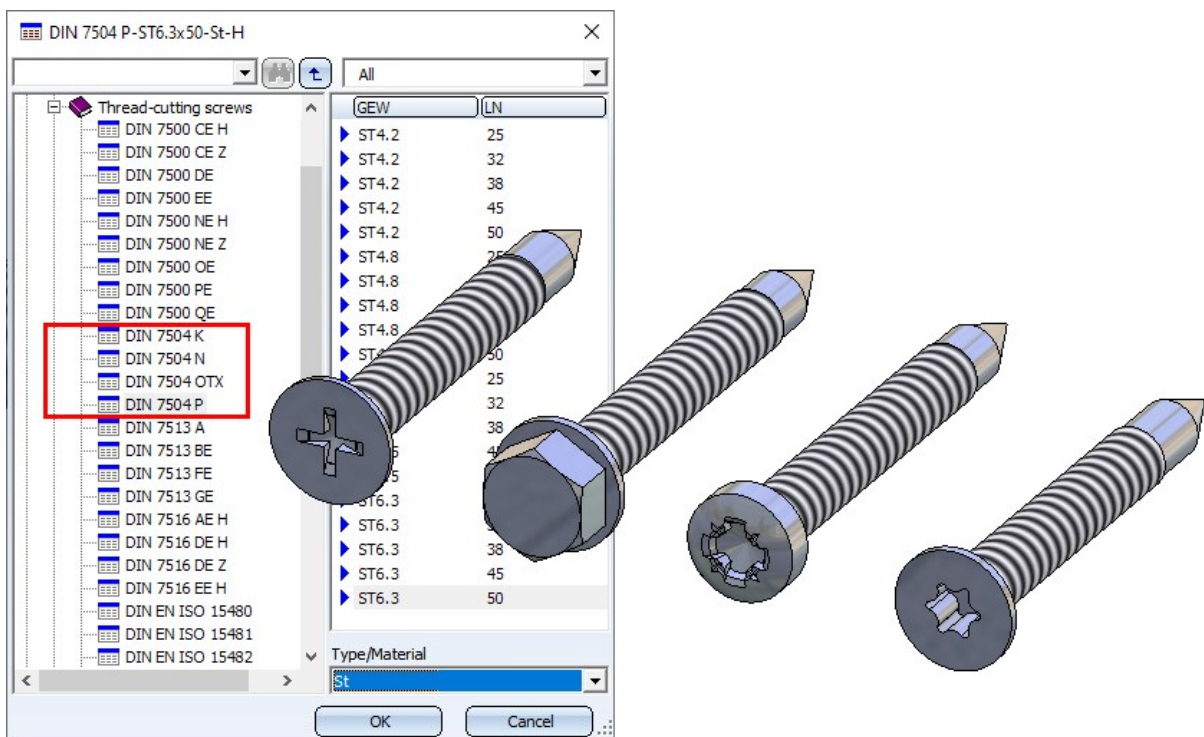 DIN 7504 P-ST6.3x50-St-H
All
Thread-cutting screws
DIN 7500 CE H
DIN 7500 CE Z
DIN 7500 DE
DIN 7500 EE
DIN 7500 NE H
DIN 7500 NE Z
DIN 7500 OE
DIN 7500 PE
DIN 7500 QE
DIN 7504 K
DIN 7504 N
DIN 7504 OTX
DIN 7504 P
DIN 7513 A
DIN 7513 BE
DIN 7513 FE
DIN 7513 GE
DIN 7516 AE H
DIN 7516 DE H
DIN 7516 DE Z
DIN 7516 EE H
DIN EN ISO 15480
DIN EN ISO 15481
DIN EN ISO 15482
GEW LN
ST4.2 25
ST4.2 32
ST4.2 38
ST4.2 45
ST4.2 50
ST4.8
ST4.8
ST4.8
ST4.8
50
25
32
38
ST6.3
ST6.3
ST6.3 38
ST6.3 45
ST6.3 50
Type/Material
St
OK Cancel